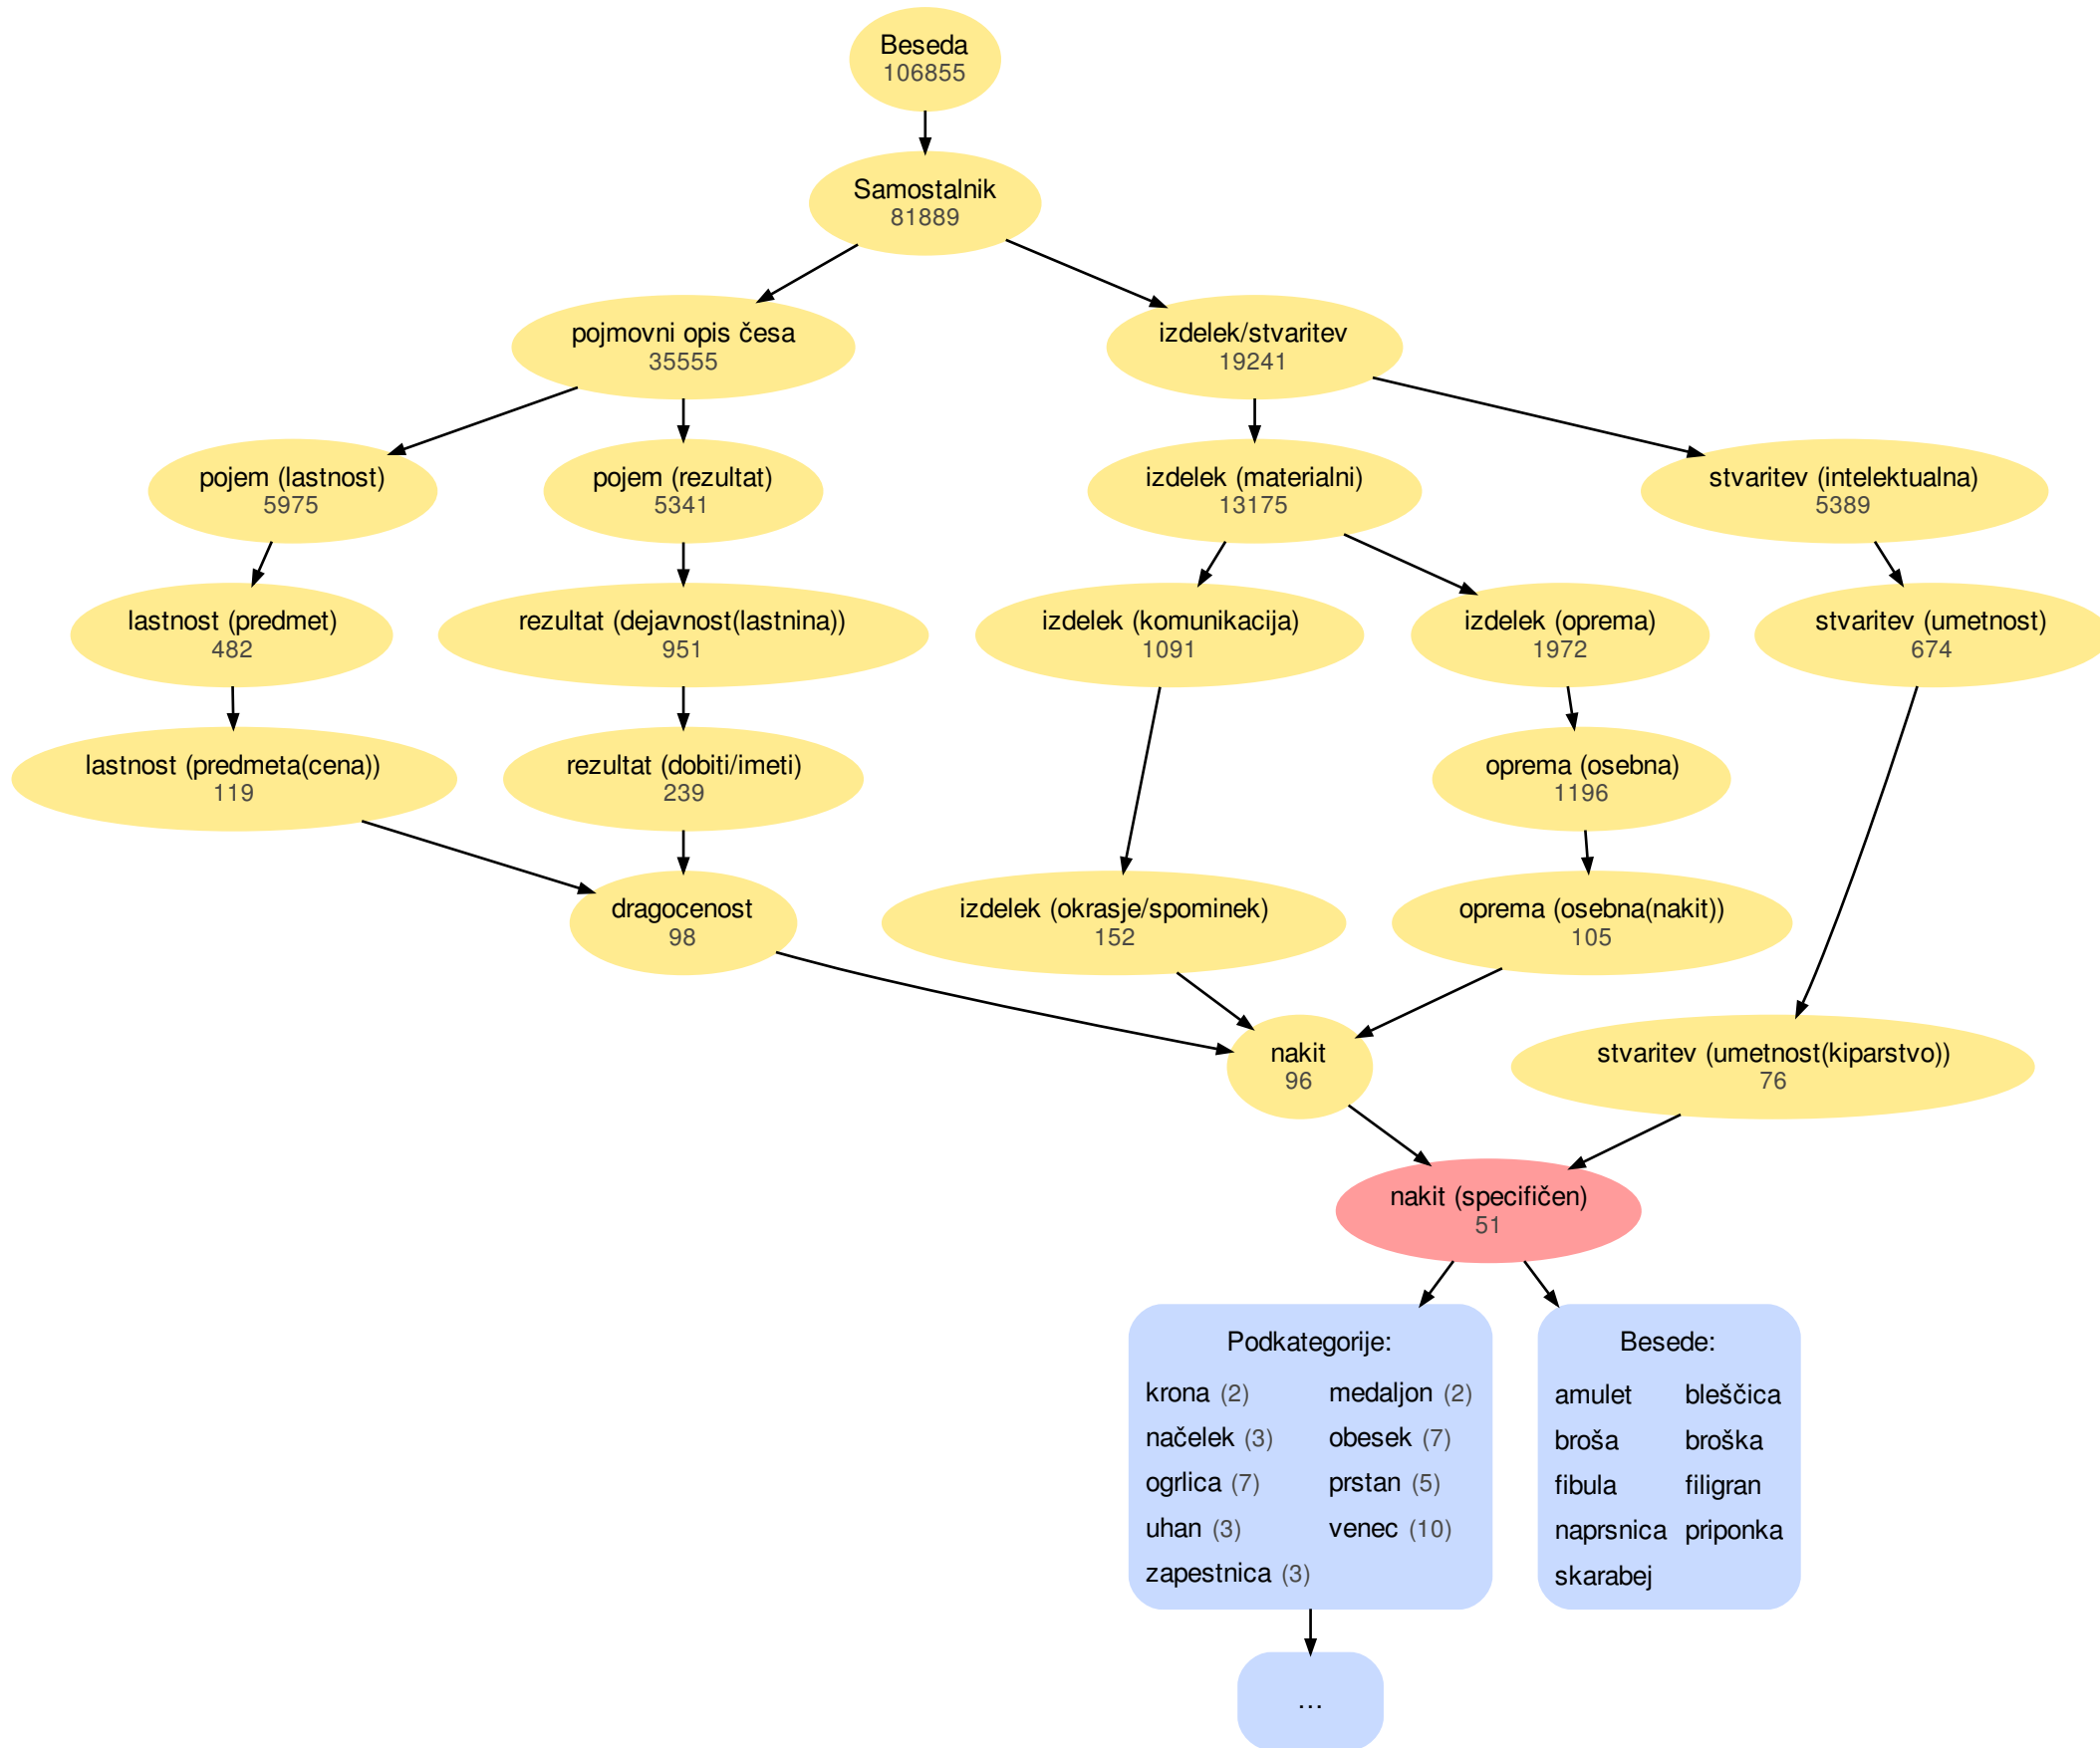 Beseda
106855
Samostalnik
81889
pojmovni opis česa
35555
izdelek/stvaritev
19241
pojem (lastnost)
5975
pojem (rezultat)
5341
izdelek (materialni)
13175
stvaritev (intelektualna)
5389
lastnost (predmet)
482
rezultat (dejavnost(lastnina))
951
izdelek (komunikacija)
1091
izdelek (oprema)
1972
stvaritev (umetnost)
674
lastnost (predmeta(cena))
119
rezultat (dobiti/imeti)
239
oprema (osebna)
1196
dragocenost
98
izdelek (okrasje/spominek)
152
oprema (osebna(nakit))
105
nakit
96
stvaritev (umetnost(kiparstvo))
76
nakit (specifičen)
51
Podkategorije:
krona (2) medaljon (2)
načelek (3) obesek (7)
ogrlica (7) prstan (5)
uhan (3) venec (10)
zapestnica (3)
Besede:
amulet bleščica
broša broška
fibula filigran
naprsnica priponka
skarabej
...